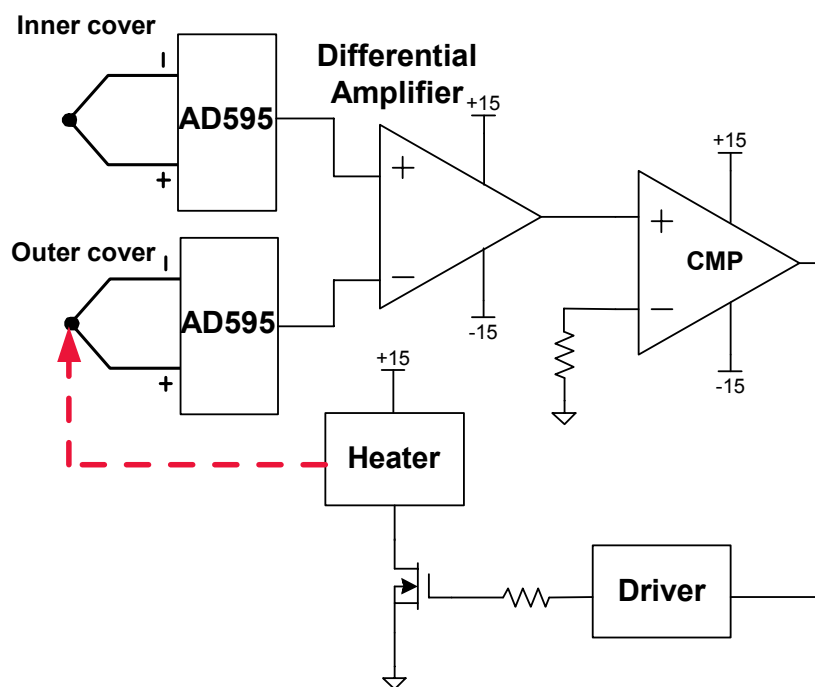 Inner cover
Differential
Amplifier
AD595
+15
+15
Outer cover
CMP
AD595
-15
-15
+15
Heater
Driver